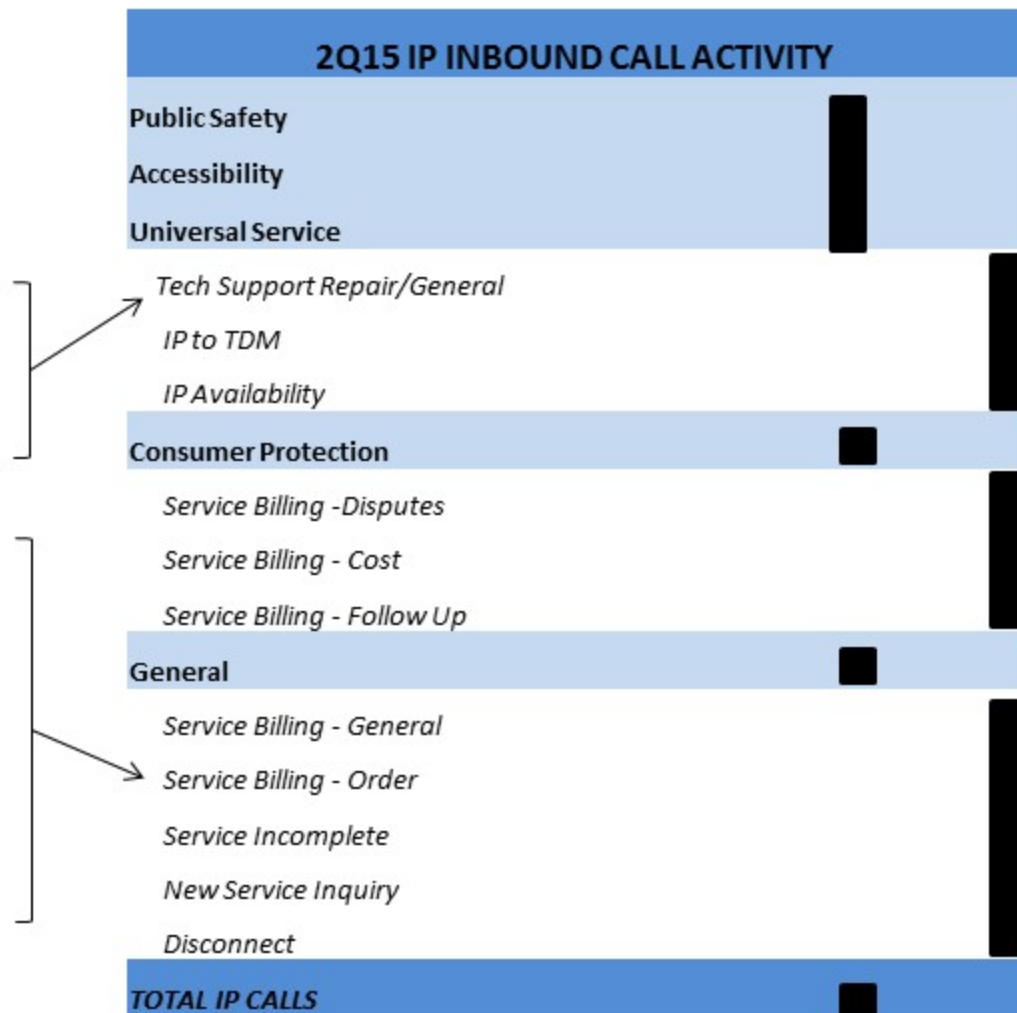 2Q15 IP INBOUND CALL ACTIVITY
Public Safety
Accessibility
Universal Service
Tech Support Repair/General
IP to TDM
IP Availability
Consumer Protection
Service Billing -Disputes
Service Billing - Cost
Service Billing - Follow Up
General
Service Billing - General
Service Billing - Order
Service Incomplete
New Service Inquiry
Disconnect
TOTAL IP CALLS